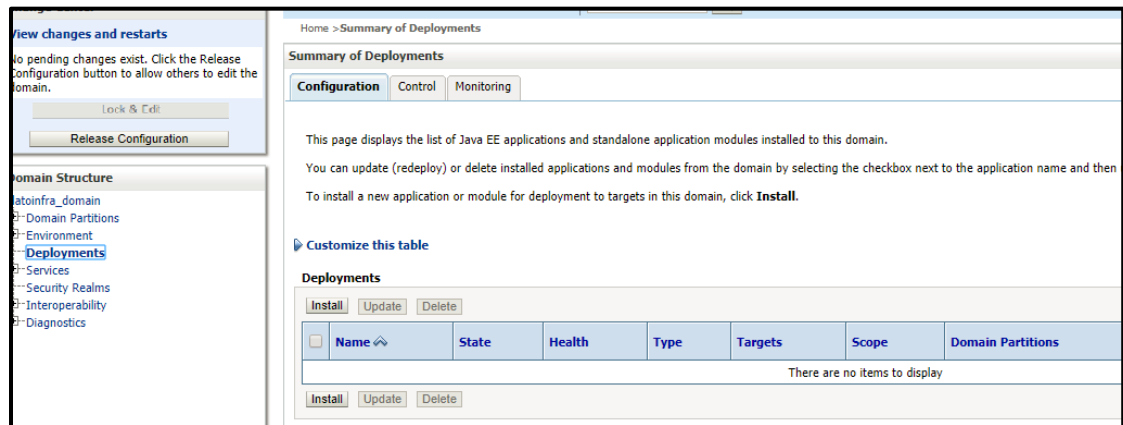 Home >Summary of Deployments
View changes and restarts
No pending changes exist. Click the Release
Configuration button to allow others to edit the
domain.
Lock & Edit
Release Configuration
Domain Structure
latoinfra_domain
Domain Partitions
Environment
Deployments
Services
Security Realms
Interoperability
Diagnostics
Summary of Deployments
Configuration Control Monitoring
This page displays the list of Java EE applications and standalone application modules installed to this domain.
You can update (redeploy) or delete installed applications and modules from the domain by selecting the checkbox next to the application name and then
To install a new application or module for deployment to targets in this domain, click Install.
Customize this table
Deployments
Install Update Delete
Name State Health Type Targets Scope Domain Partitions
There are no items to display
Install Update Delete